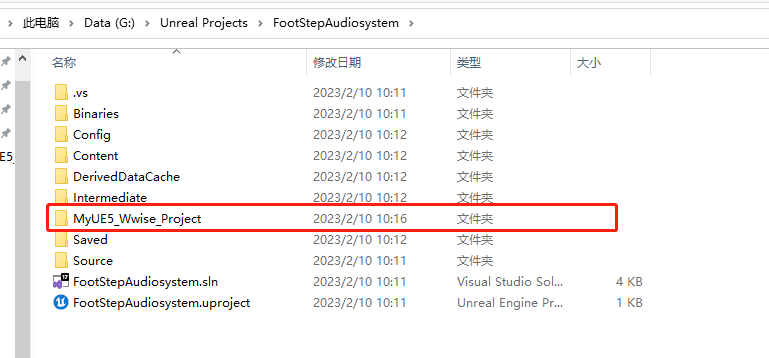 此电脑 > Data (G:) > Unreal Projects > FootStepAudiosystem >
名称 修改日期 类型 大小
.vs 2023/2/10 10:11 文件夹
Binaries 2023/2/10 10:11 文件夹
Config 2023/2/10 10:12 文件夹
Content 2023/2/10 10:12 文件夹
DerivedDataCache 2023/2/10 10:12 文件夹
Intermediate 2023/2/10 10:12 文件夹
MyUE5_Wwise_Project 2023/2/10 10:16 文件夹
Saved 2023/2/10 10:12 文件夹
Source 2023/2/10 10:11 文件夹
FootStepAudiosystem.sln 2023/2/10 10:11 Visual Studio Sol... 4 KB
FootStepAudiosystem.uproject 2023/2/10 10:11 Unreal Engine Pr... 1 KB